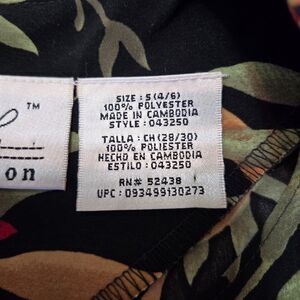 TM
on
SIZE : S (4/6)
100% POLYESTER
MADE IN CAMBODIA
STYLE : 043250
TALLA : CH (28/30)
100% POLIESTER
HECHO EN CAMBODIA
ESTILO : 043250
RN# 52438
UPC : 093499130273